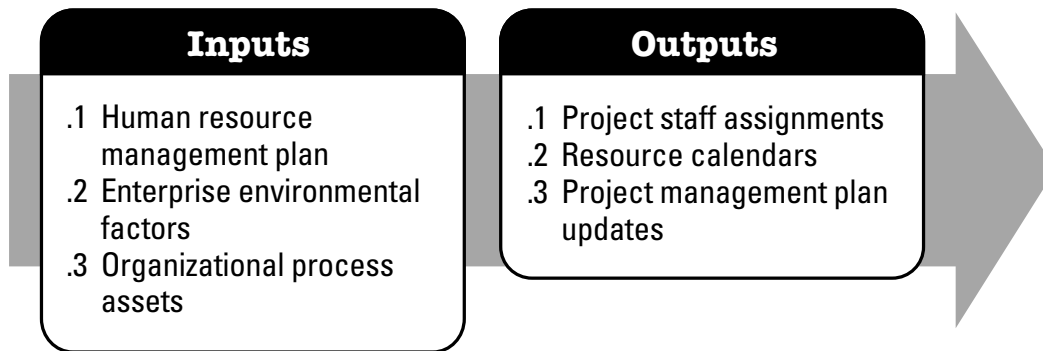 Inputs
.1 Human resource
management plan
.2 Enterprise environmental
factors
.3 Organizational process
assets
Outputs
.1 Project staff assignments
.2 Resource calendars
.3 Project management plan
updates